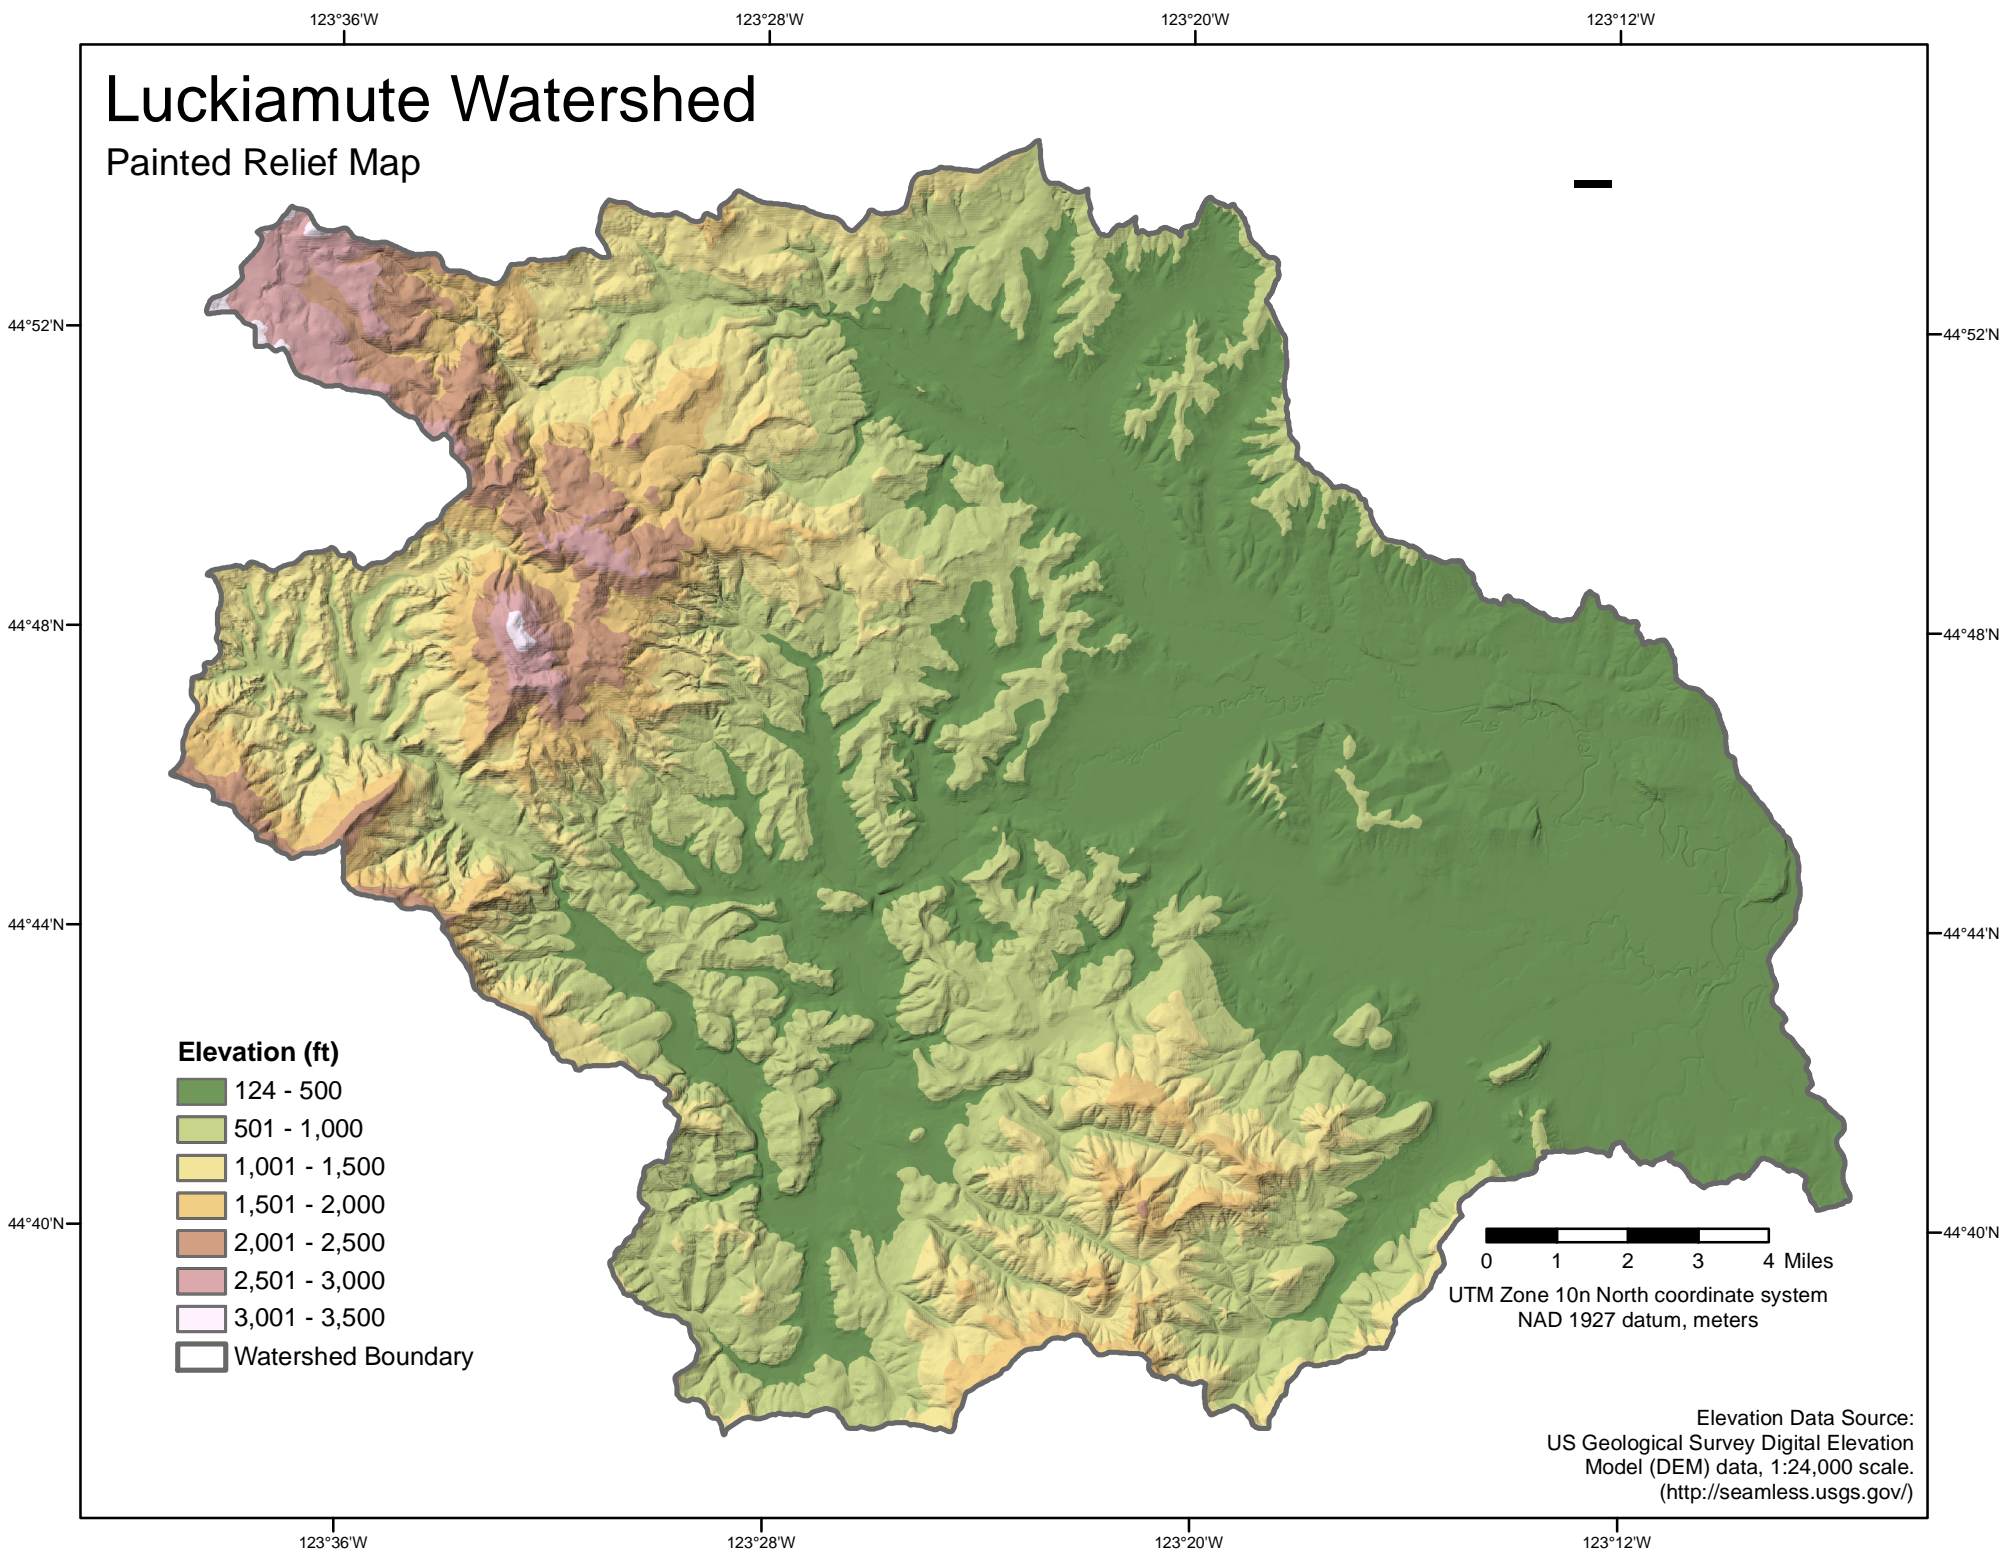 123°36'W 123°28'W 123°20'W 123°12'W
Luckiamute Watershed
Painted Relief Map
44°52'N 44°52'N
44°48'N 44°48'N
44°44'N 44°44'N
44°40'N 44°40'N
Elevation (ft)
124 - 500
501 - 1,000
1,001 - 1,500
1,501 - 2,000
2,001 - 2,500
2,501 - 3,000
3,001 - 3,500
Watershed Boundary
0 1 2 3 4 Miles
UTM Zone 10n North coordinate system
NAD 1927 datum, meters
Elevation Data Source:
US Geological Survey Digital Elevation
Model (DEM) data, 1:24,000 scale.
(http://seamless.usgs.gov/)
123°36'W 123°28'W 123°20'W 123°12'W